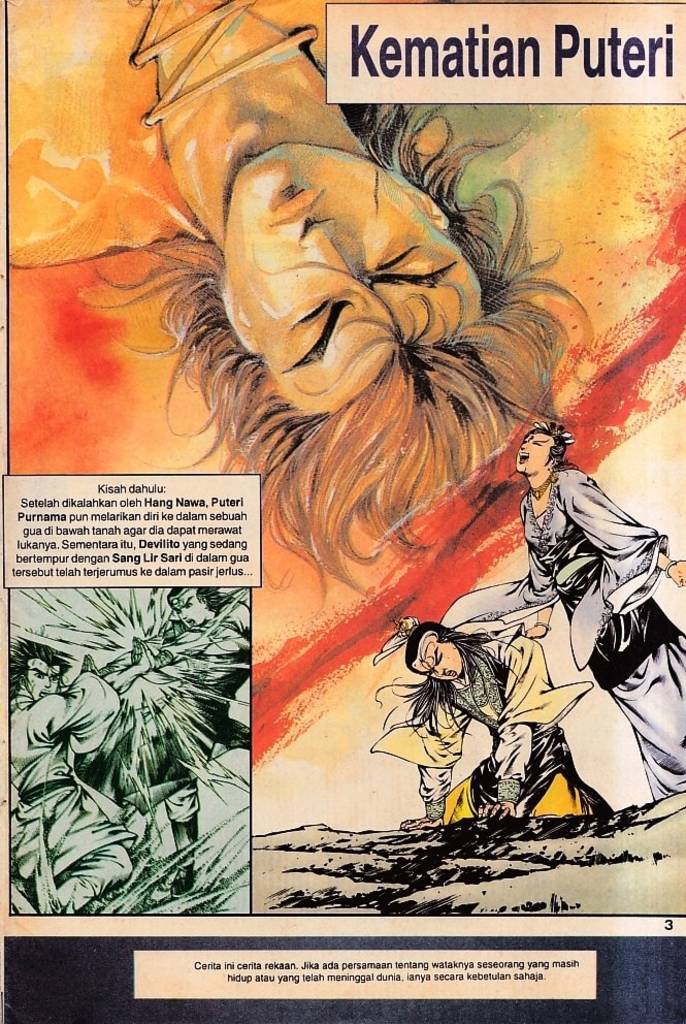 Kematian Puteri
Kisah dahulu:
Setelah dikalahkan oleh Hang Nawa, Puteri
Purnama pun melarikan diri ke dalam sebuah
gua di bawah tanah agar dia dapat merawat
lukanya. Sementara itu, Devilito yang sedang
bertempur dengan Sang Lir Sari di dalam gua
tersebut telah terjerumus ke dalam pasir jerlus...
3
Cerita ini cerita rekaan. Jika ada persamaan tentang wataknya seseorang yang masih
hidup atau yang telah meninggal dunia, ianya secara kebetulan sahaja.